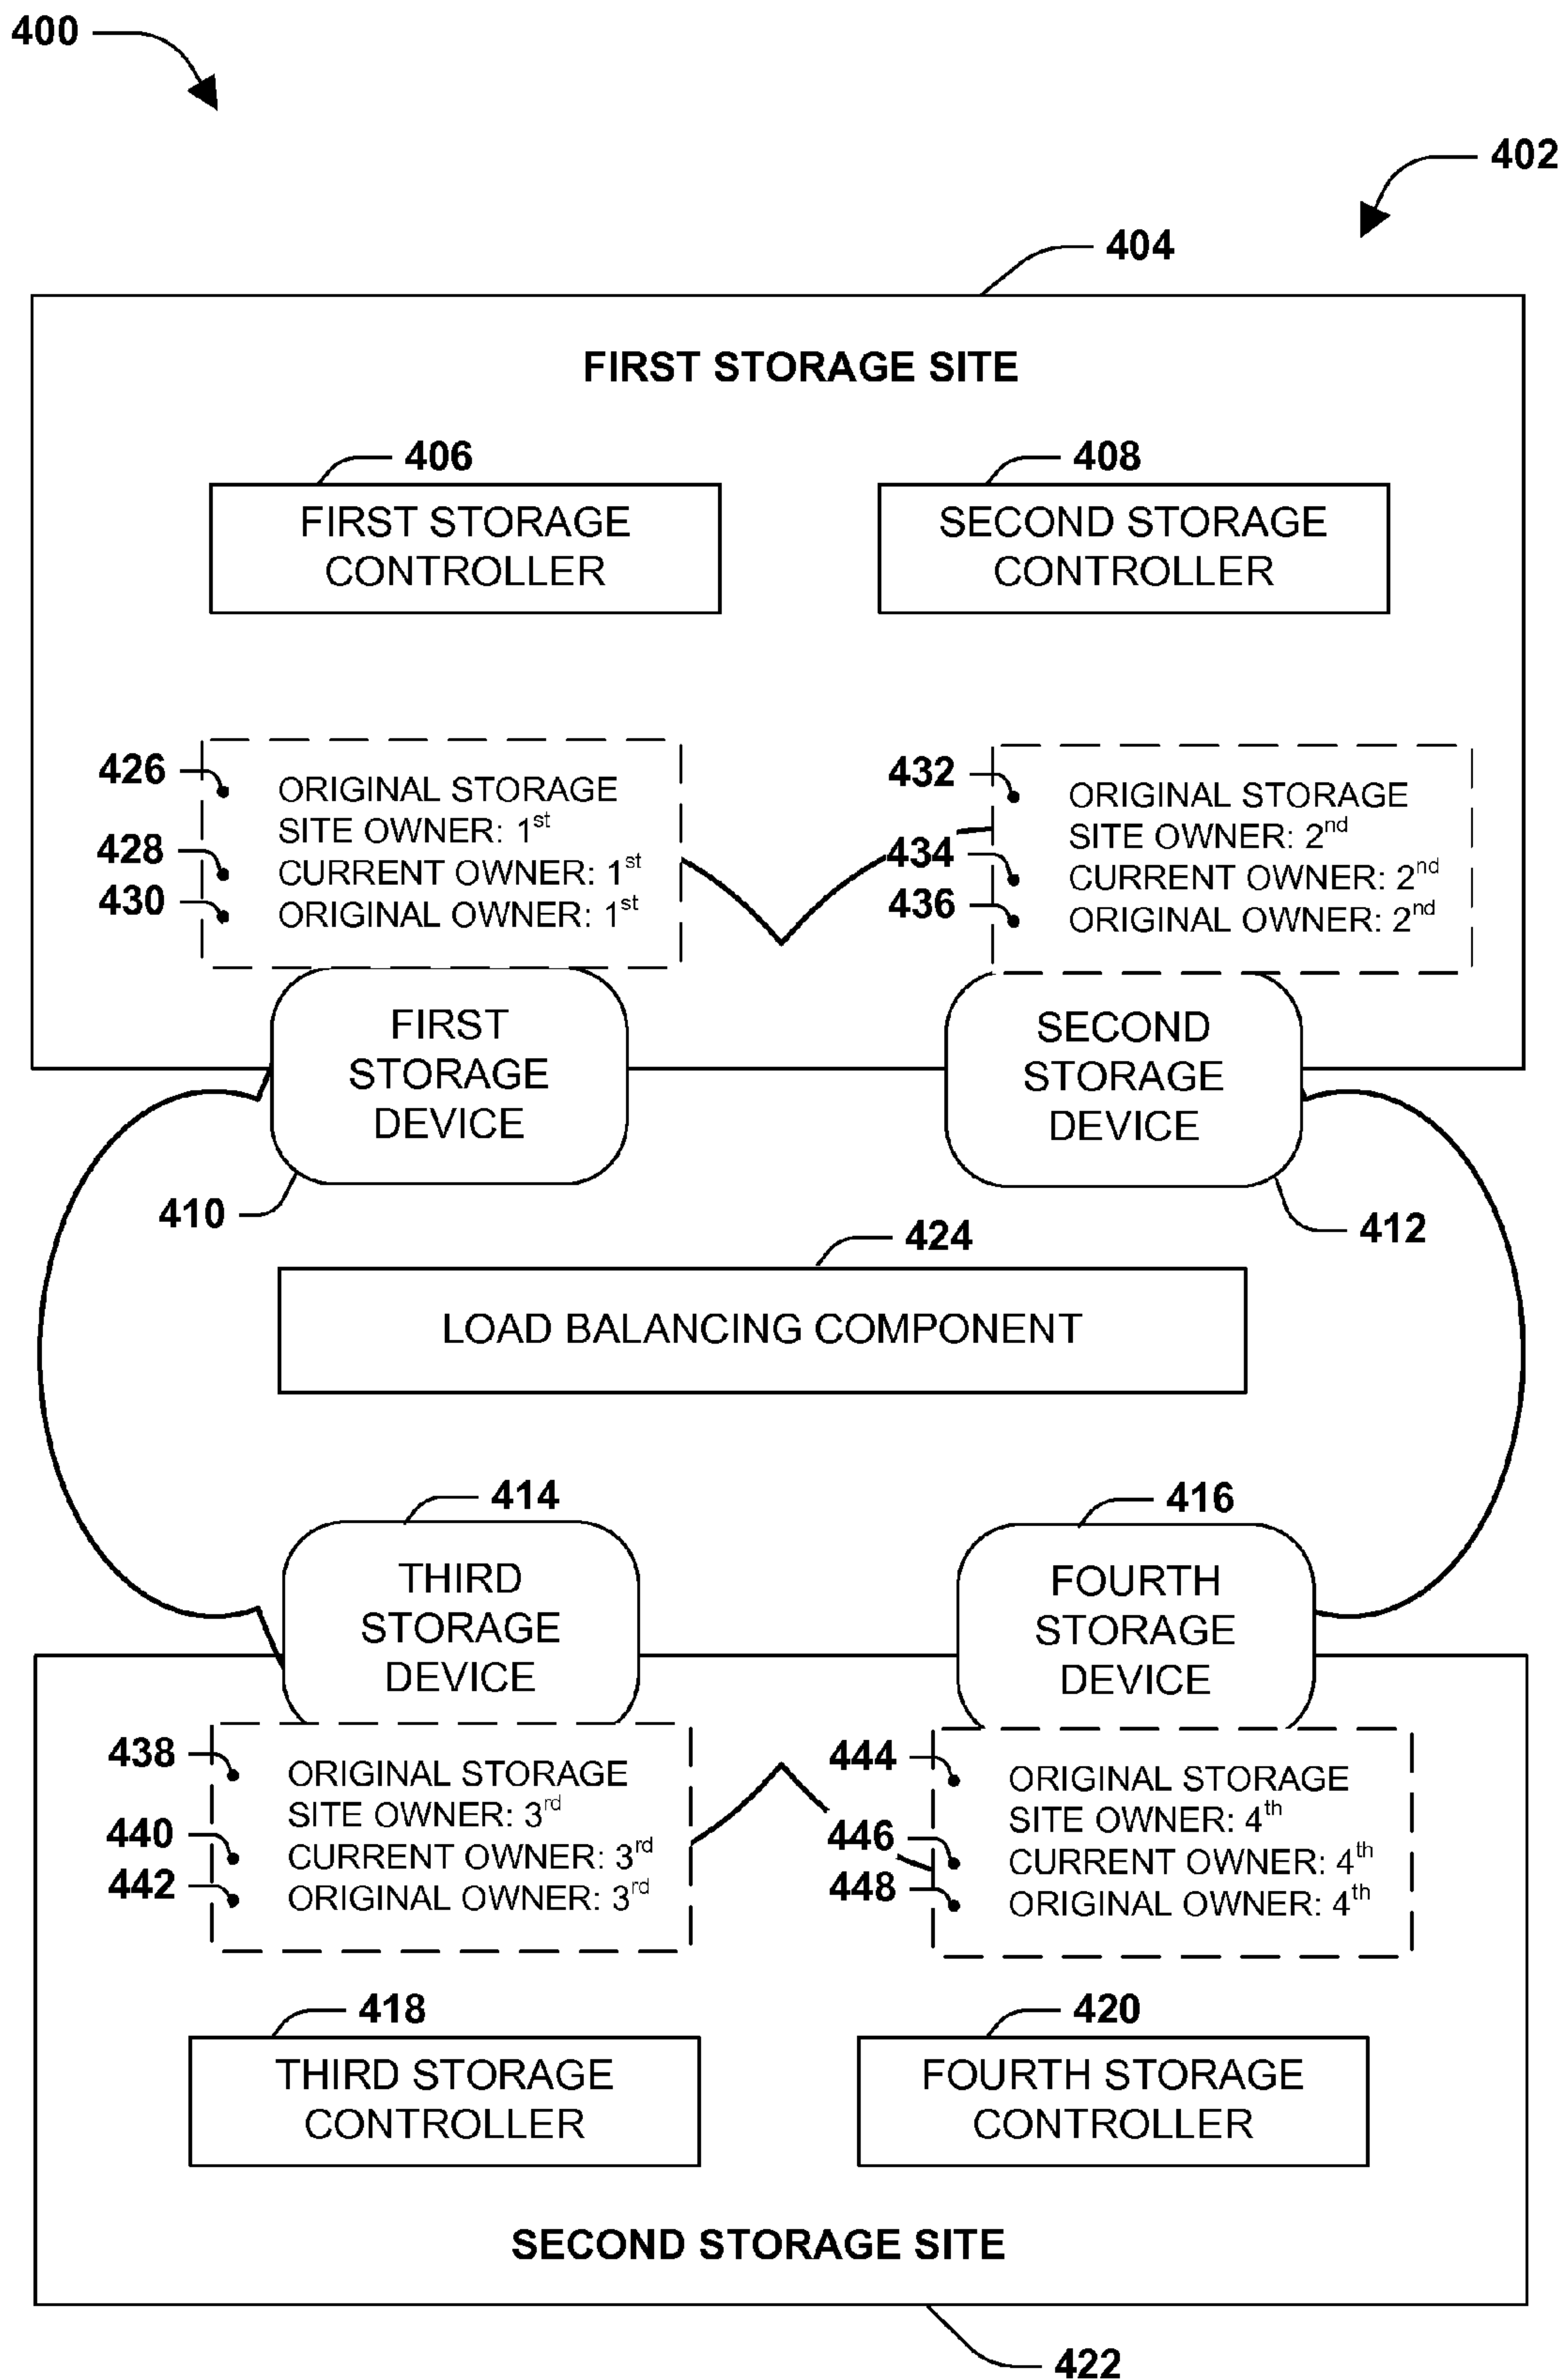 400
402
404
FIRST STORAGE SITE
406
408
FIRST STORAGE
CONTROLLER
SECOND STORAGE
CONTROLLER
426
ORIGINAL STORAGE
SITE OWNER: 1st
428
CURRENT OWNER: 1st
430
ORIGINAL OWNER: 1st
432
ORIGINAL STORAGE
SITE OWNER: 2nd
434
CURRENT OWNER: 2nd
436
ORIGINAL OWNER: 2nd
FIRST
STORAGE
DEVICE
SECOND
STORAGE
DEVICE
410
412
424
LOAD BALANCING COMPONENT
414
416
THIRD
STORAGE
DEVICE
FOURTH
STORAGE
DEVICE
438
ORIGINAL STORAGE
SITE OWNER: 3rd
440
CURRENT OWNER: 3rd
442
ORIGINAL OWNER: 3rd
444
ORIGINAL STORAGE
SITE OWNER: 4th
446
CURRENT OWNER: 4th
448
ORIGINAL OWNER: 4th
418
420
THIRD STORAGE
CONTROLLER
FOURTH STORAGE
CONTROLLER
SECOND STORAGE SITE
422